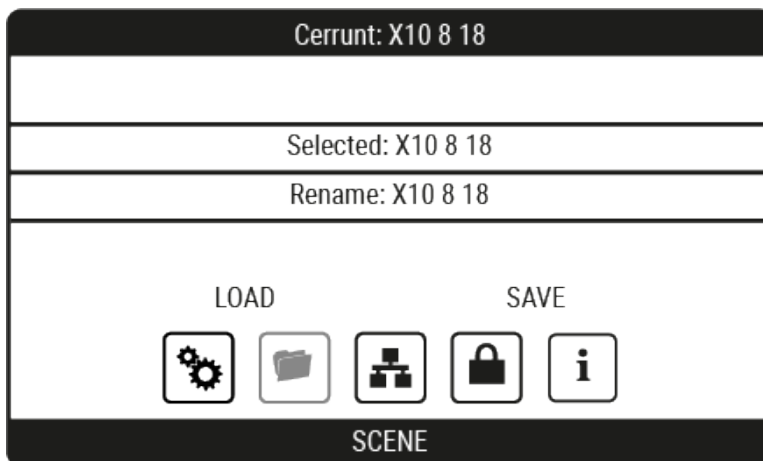 Cerrunt: X10 8 18
Selected: X10 8 18
Rename: X10 8 18
LOAD SAVE
i
SCENE